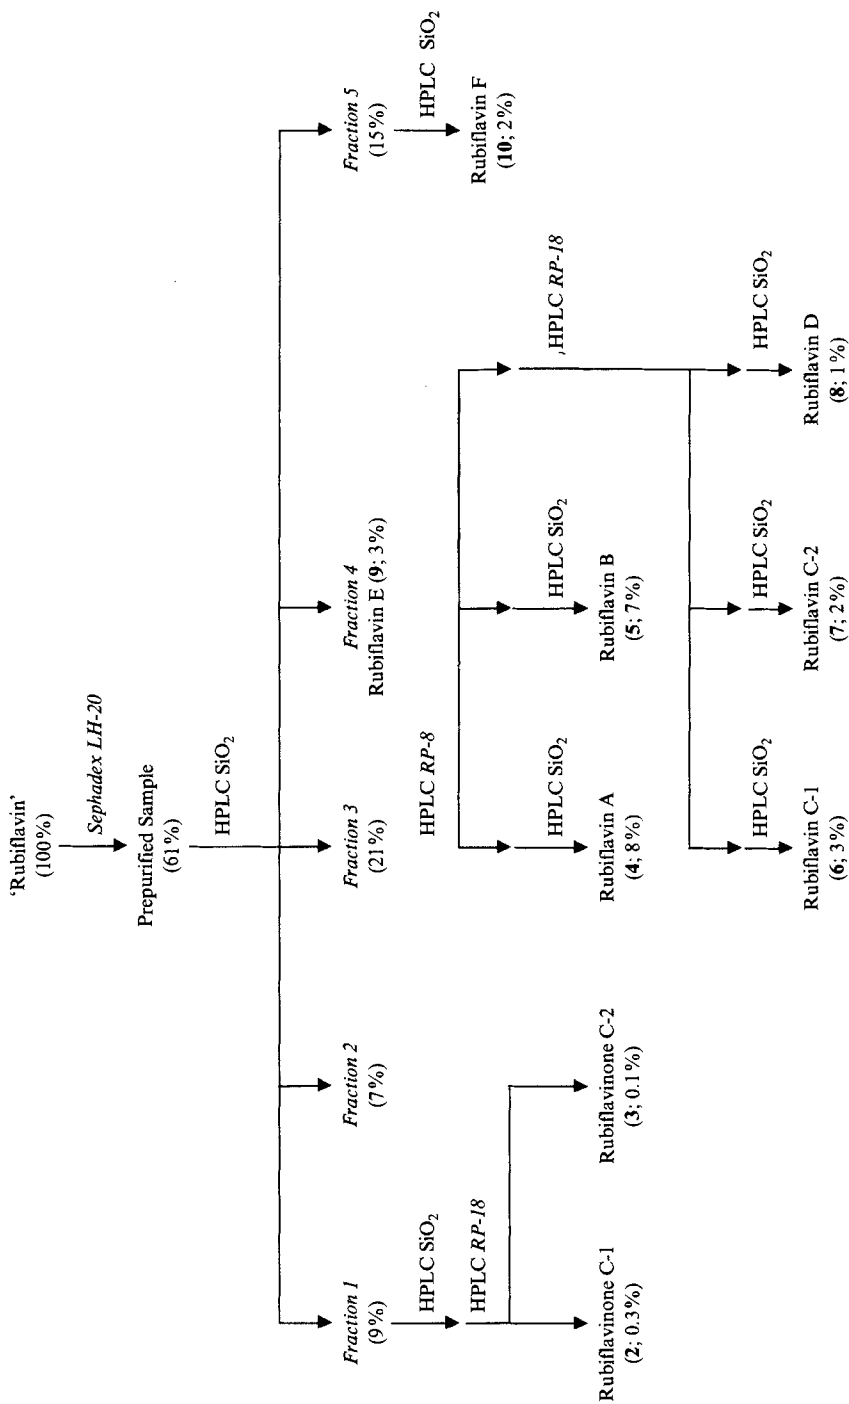 ‘Rubiflavin’
(100%)
Sephadex LH-20
Prepurified Sample
(61%)
HPLC SiO₂
Fraction 1
(9%)
Fraction 2
(7%)
Fraction 3
(21%)
Fraction 4
Rubiflavin E (9; 3%)
Fraction 5
(15%)
HPLC SiO₂
HPLC RP-18
Rubiflavinone C-1
(2; 0.3%)
Rubiflavinone C-2
(3; 0.1%)
HPLC RP-8
HPLC SiO₂
Rubiflavin A
(4; 8%)
HPLC SiO₂
Rubiflavin B
(5; 7%)
HPLC RP-18
HPLC SiO₂
Rubiflavin C-1
(6; 3%)
HPLC SiO₂
Rubiflavin C-2
(7; 2%)
HPLC SiO₂
Rubiflavin D
(8; 1%)
HPLC SiO₂
Rubiflavin F
(10; 2%)